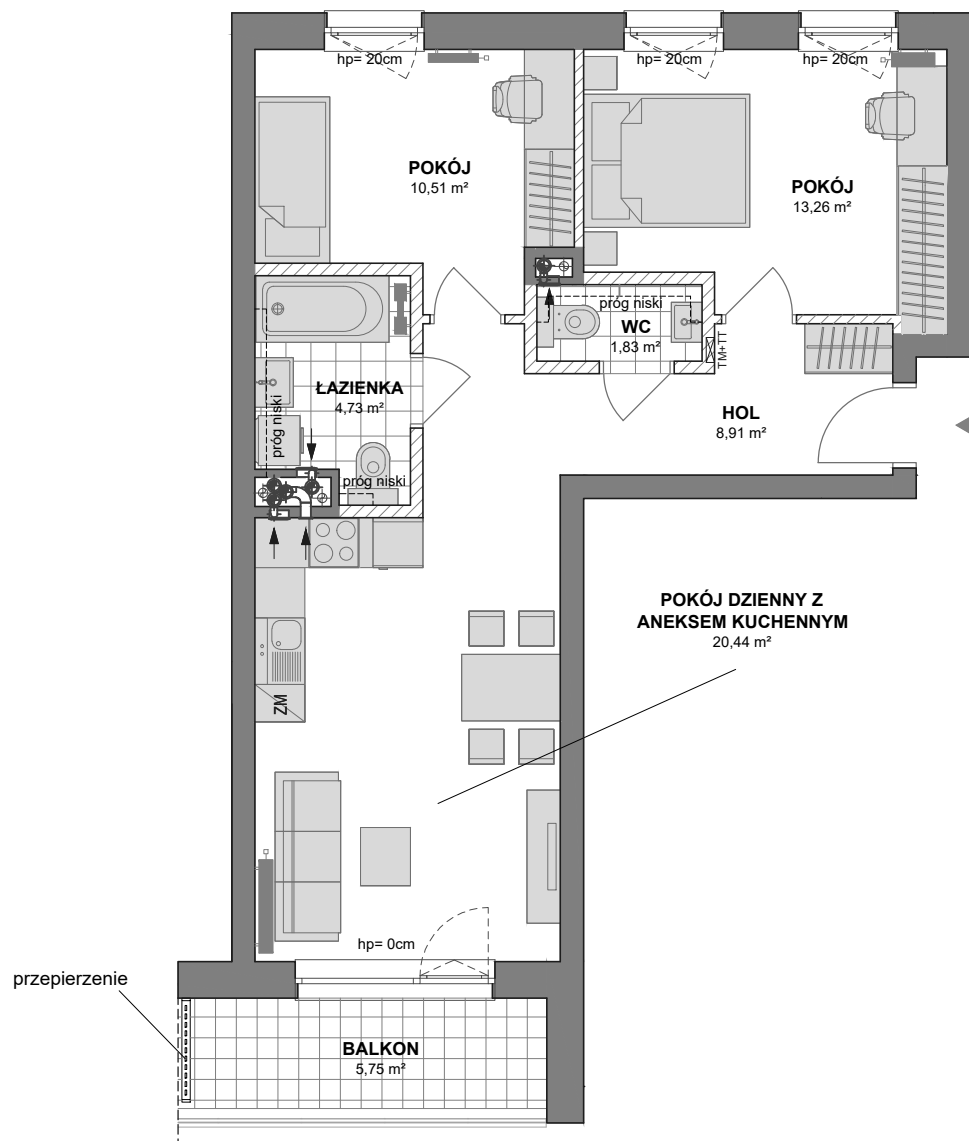 hp= 20cm
hp= 20cm
hp= 20cm
POKÓJ
10,51 m²
POKÓJ
13,26 m²
próg niski
WC
1,83 m²
TM+TT
ŁAZIENKA
4,73 m²
próg niski
próg niski
HOL
8,91 m²
POKÓJ DZIENNY Z
ANEKSEM KUCHENNYM
20,44 m²
ZM
hp= 0cm
przepierzenie
BALKON
5,75 m²